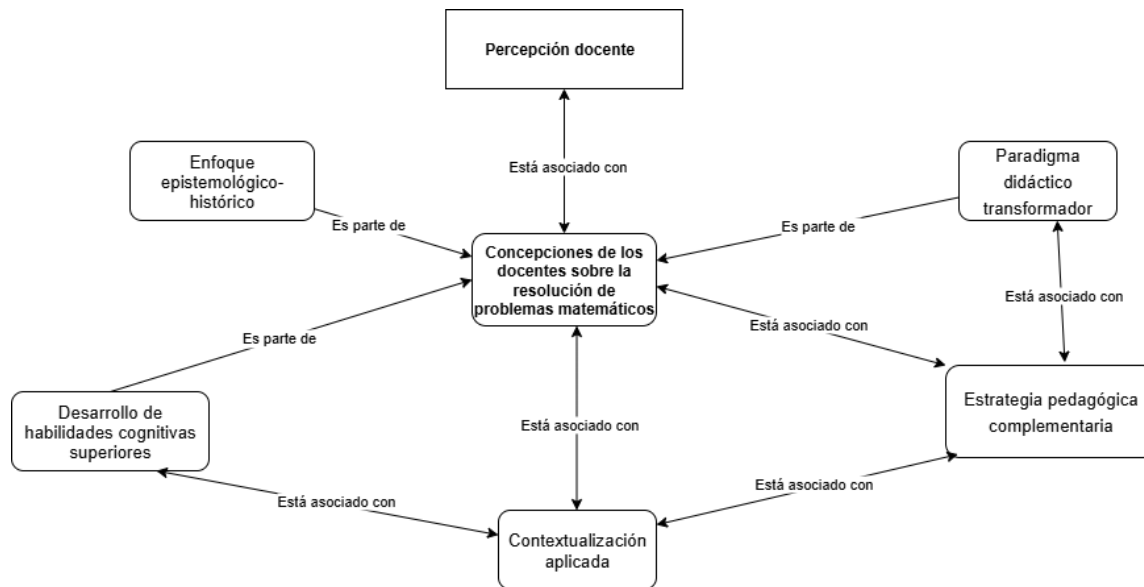 Percepción docente
Está asociado con
Enfoque
epistemológico-
histórico
Paradigma
didáctico
transformador
Es parte de
Es parte de
Concepciones de los
docentes sobre la
resolución de
problemas matemáticos
Está asociado con
Está asociado con
Es parte de
Desarrollo de
habilidades cognitivas
superiores
Estrategia pedagógica
complementaria
Está asociado con
Está asociado con
Está asociado con
Contextualización
aplicada